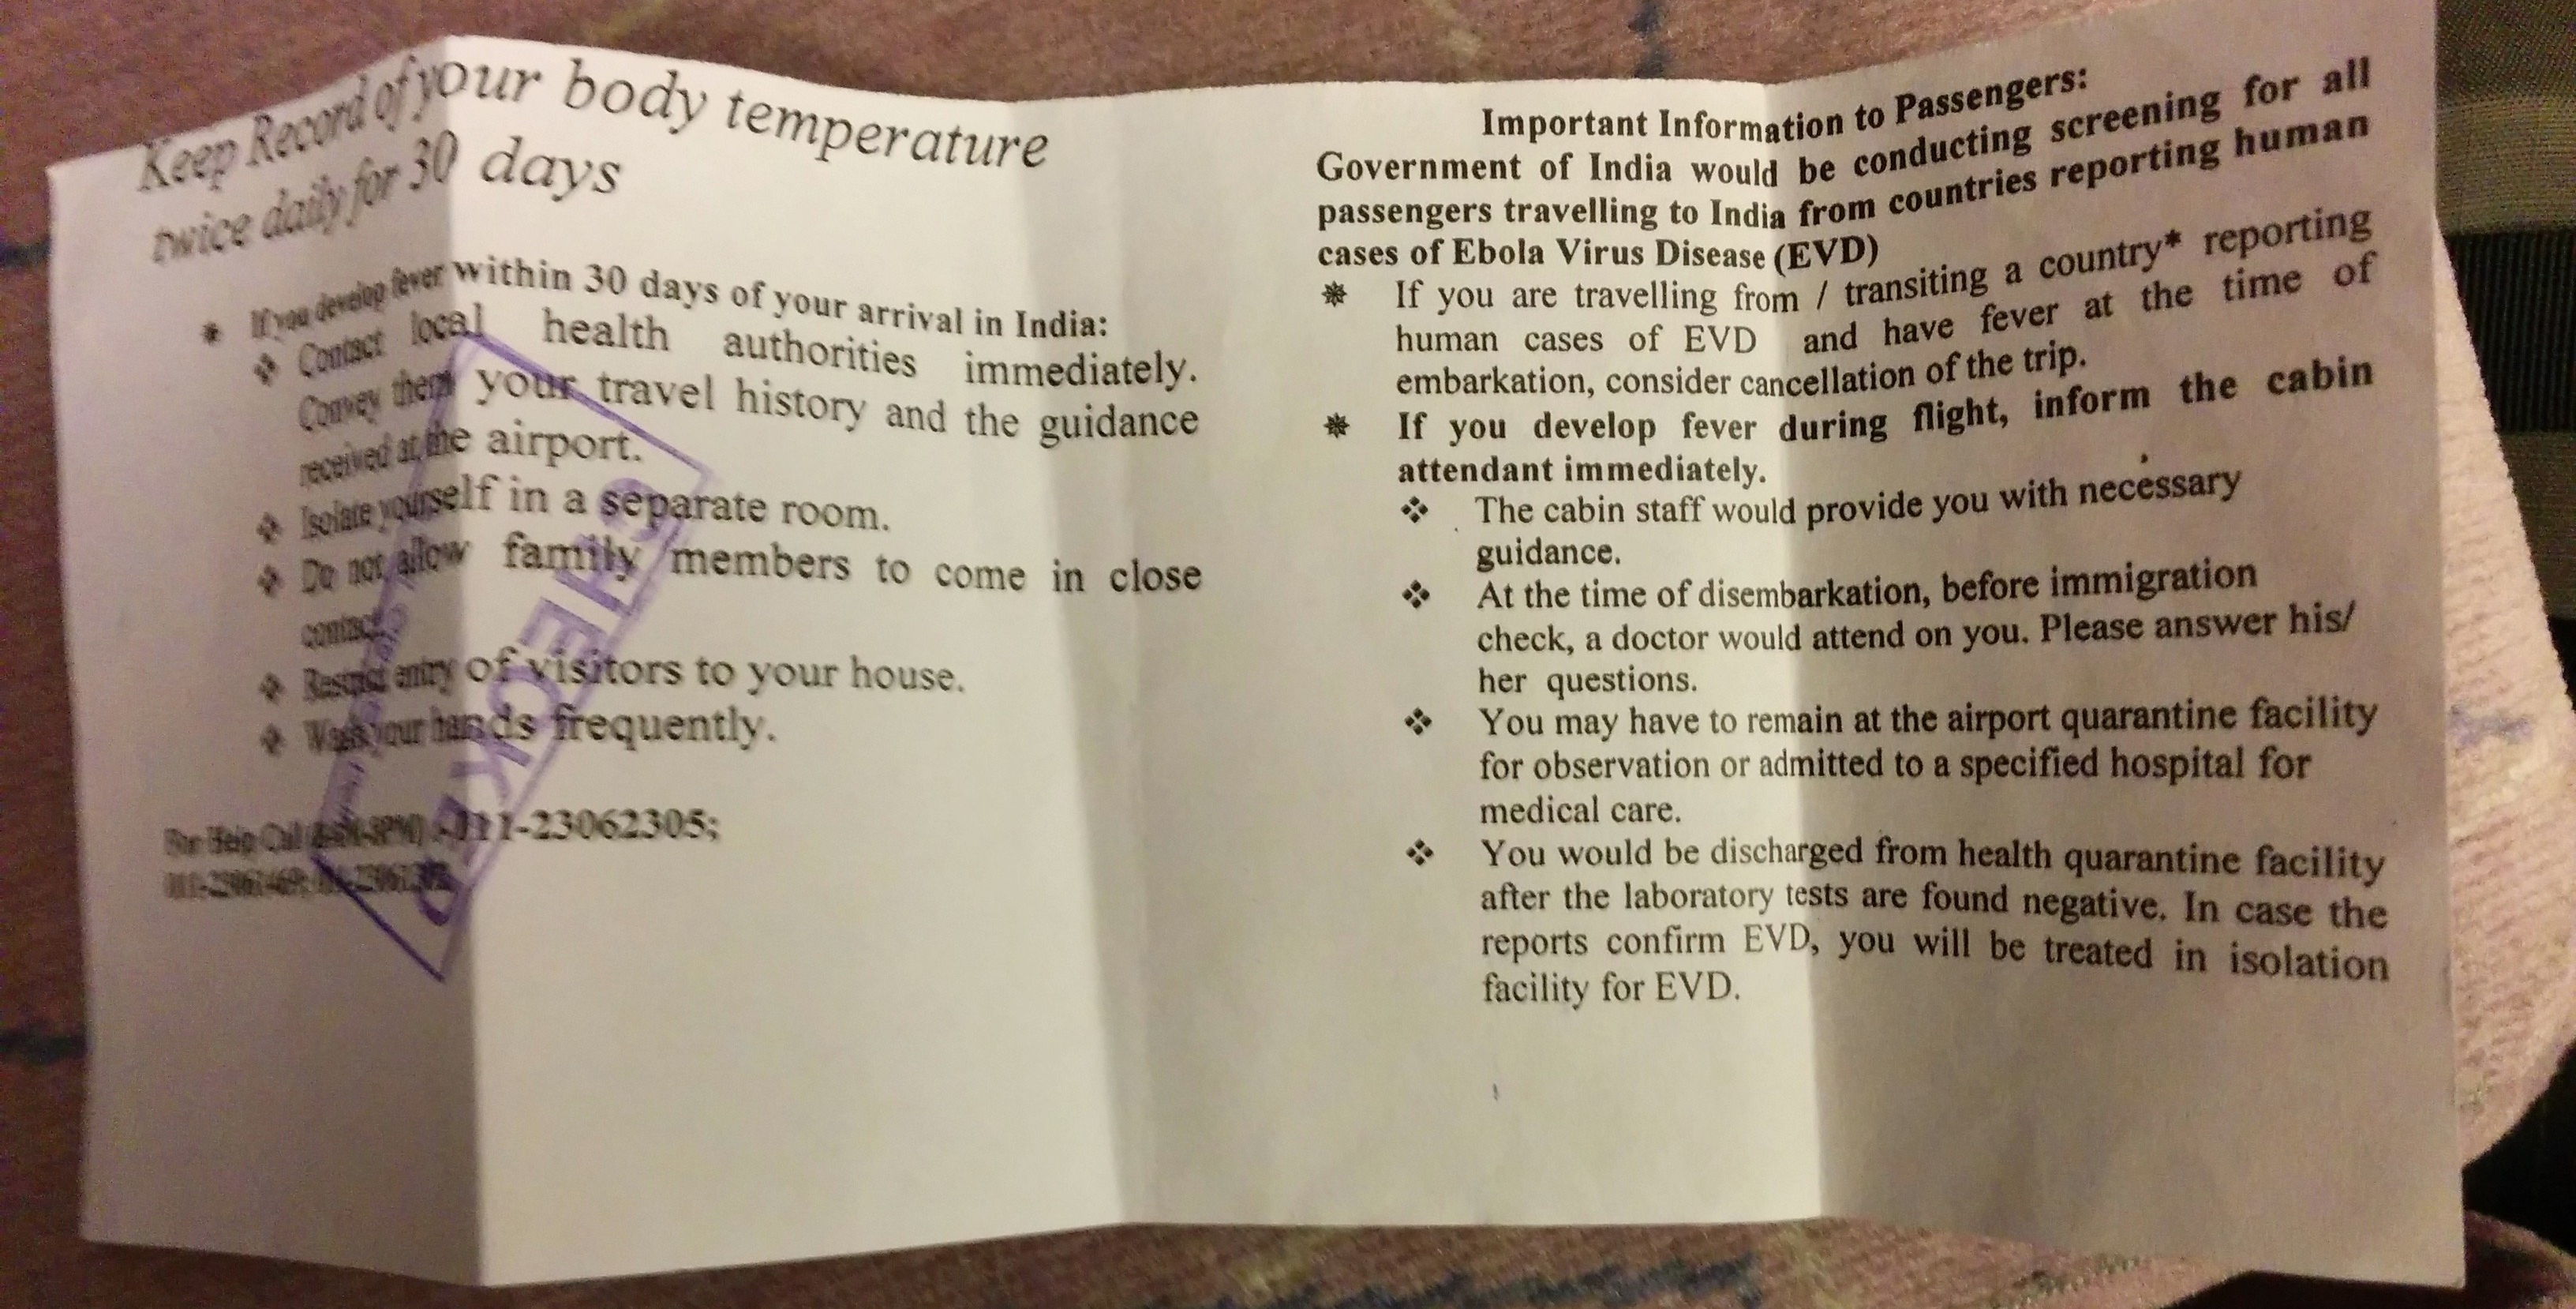 Keep Record of your body temperature
twice daily for 30 days
* If you develop fever within 30 days of your arrival in India:
❖ Contact local health authorities immediately.
Convey them your travel history and the guidance
received at the airport.
❖ Isolate yourself in a separate room.
❖ Do not allow family members to come in close
contact.
❖ Restrict entry of visitors to your house.
❖ Wash your hands frequently.
For Help Call 011-23062305;
CHECKED
Important Information to Passengers:
Government of India would be conducting screening for all
passengers travelling to India from countries reporting human
cases of Ebola Virus Disease (EVD)
* If you are travelling from / transiting a country* reporting
human cases of EVD and have fever at the time of
embarkation, consider cancellation of the trip.
* If you develop fever during flight, inform the cabin
attendant immediately.
❖ The cabin staff would provide you with necessary
guidance.
❖ At the time of disembarkation, before immigration
check, a doctor would attend on you. Please answer his/
her questions.
❖ You may have to remain at the airport quarantine facility
for observation or admitted to a specified hospital for
medical care.
❖ You would be discharged from health quarantine facility
after the laboratory tests are found negative. In case the
reports confirm EVD, you will be treated in isolation
facility for EVD.